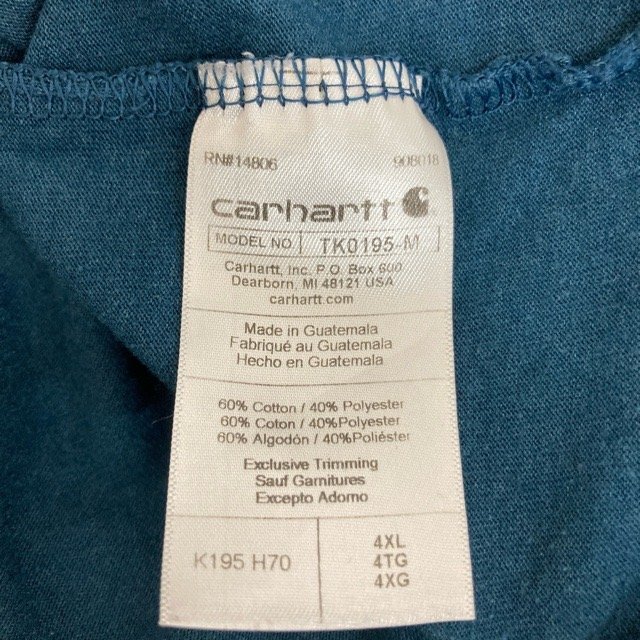 RN#14806 908018
carhartt
MODEL NO TK0195-M
Carhartt, Inc. P.O. Box 600
Dearborn, MI 48121 USA
carhartt.com
Made in Guatemala
Fabriqué au Guatemala
Hecho en Guatemala
60% Cotton / 40% Polyester
60% Coton / 40%Polyester
60% Algodón / 40%Poliéster
Exclusive Trimming
Sauf Garnitures
Excepto Adorno
K195 H70
4XL
4TG
4XG